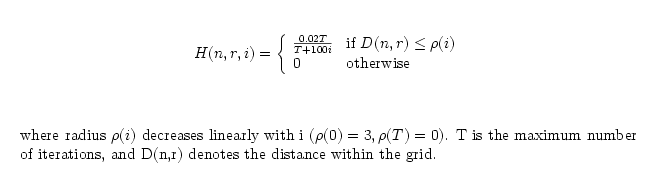 H(n, r, i) = { 0.02T / T+100i if D(n, r) ≤ ρ(i)
0 otherwise
where radius ρ(i) decreases linearly with i (ρ(0) = 3, ρ(T) = 0). T is the maximum number
of iterations, and D(n,r) denotes the distance within the grid.